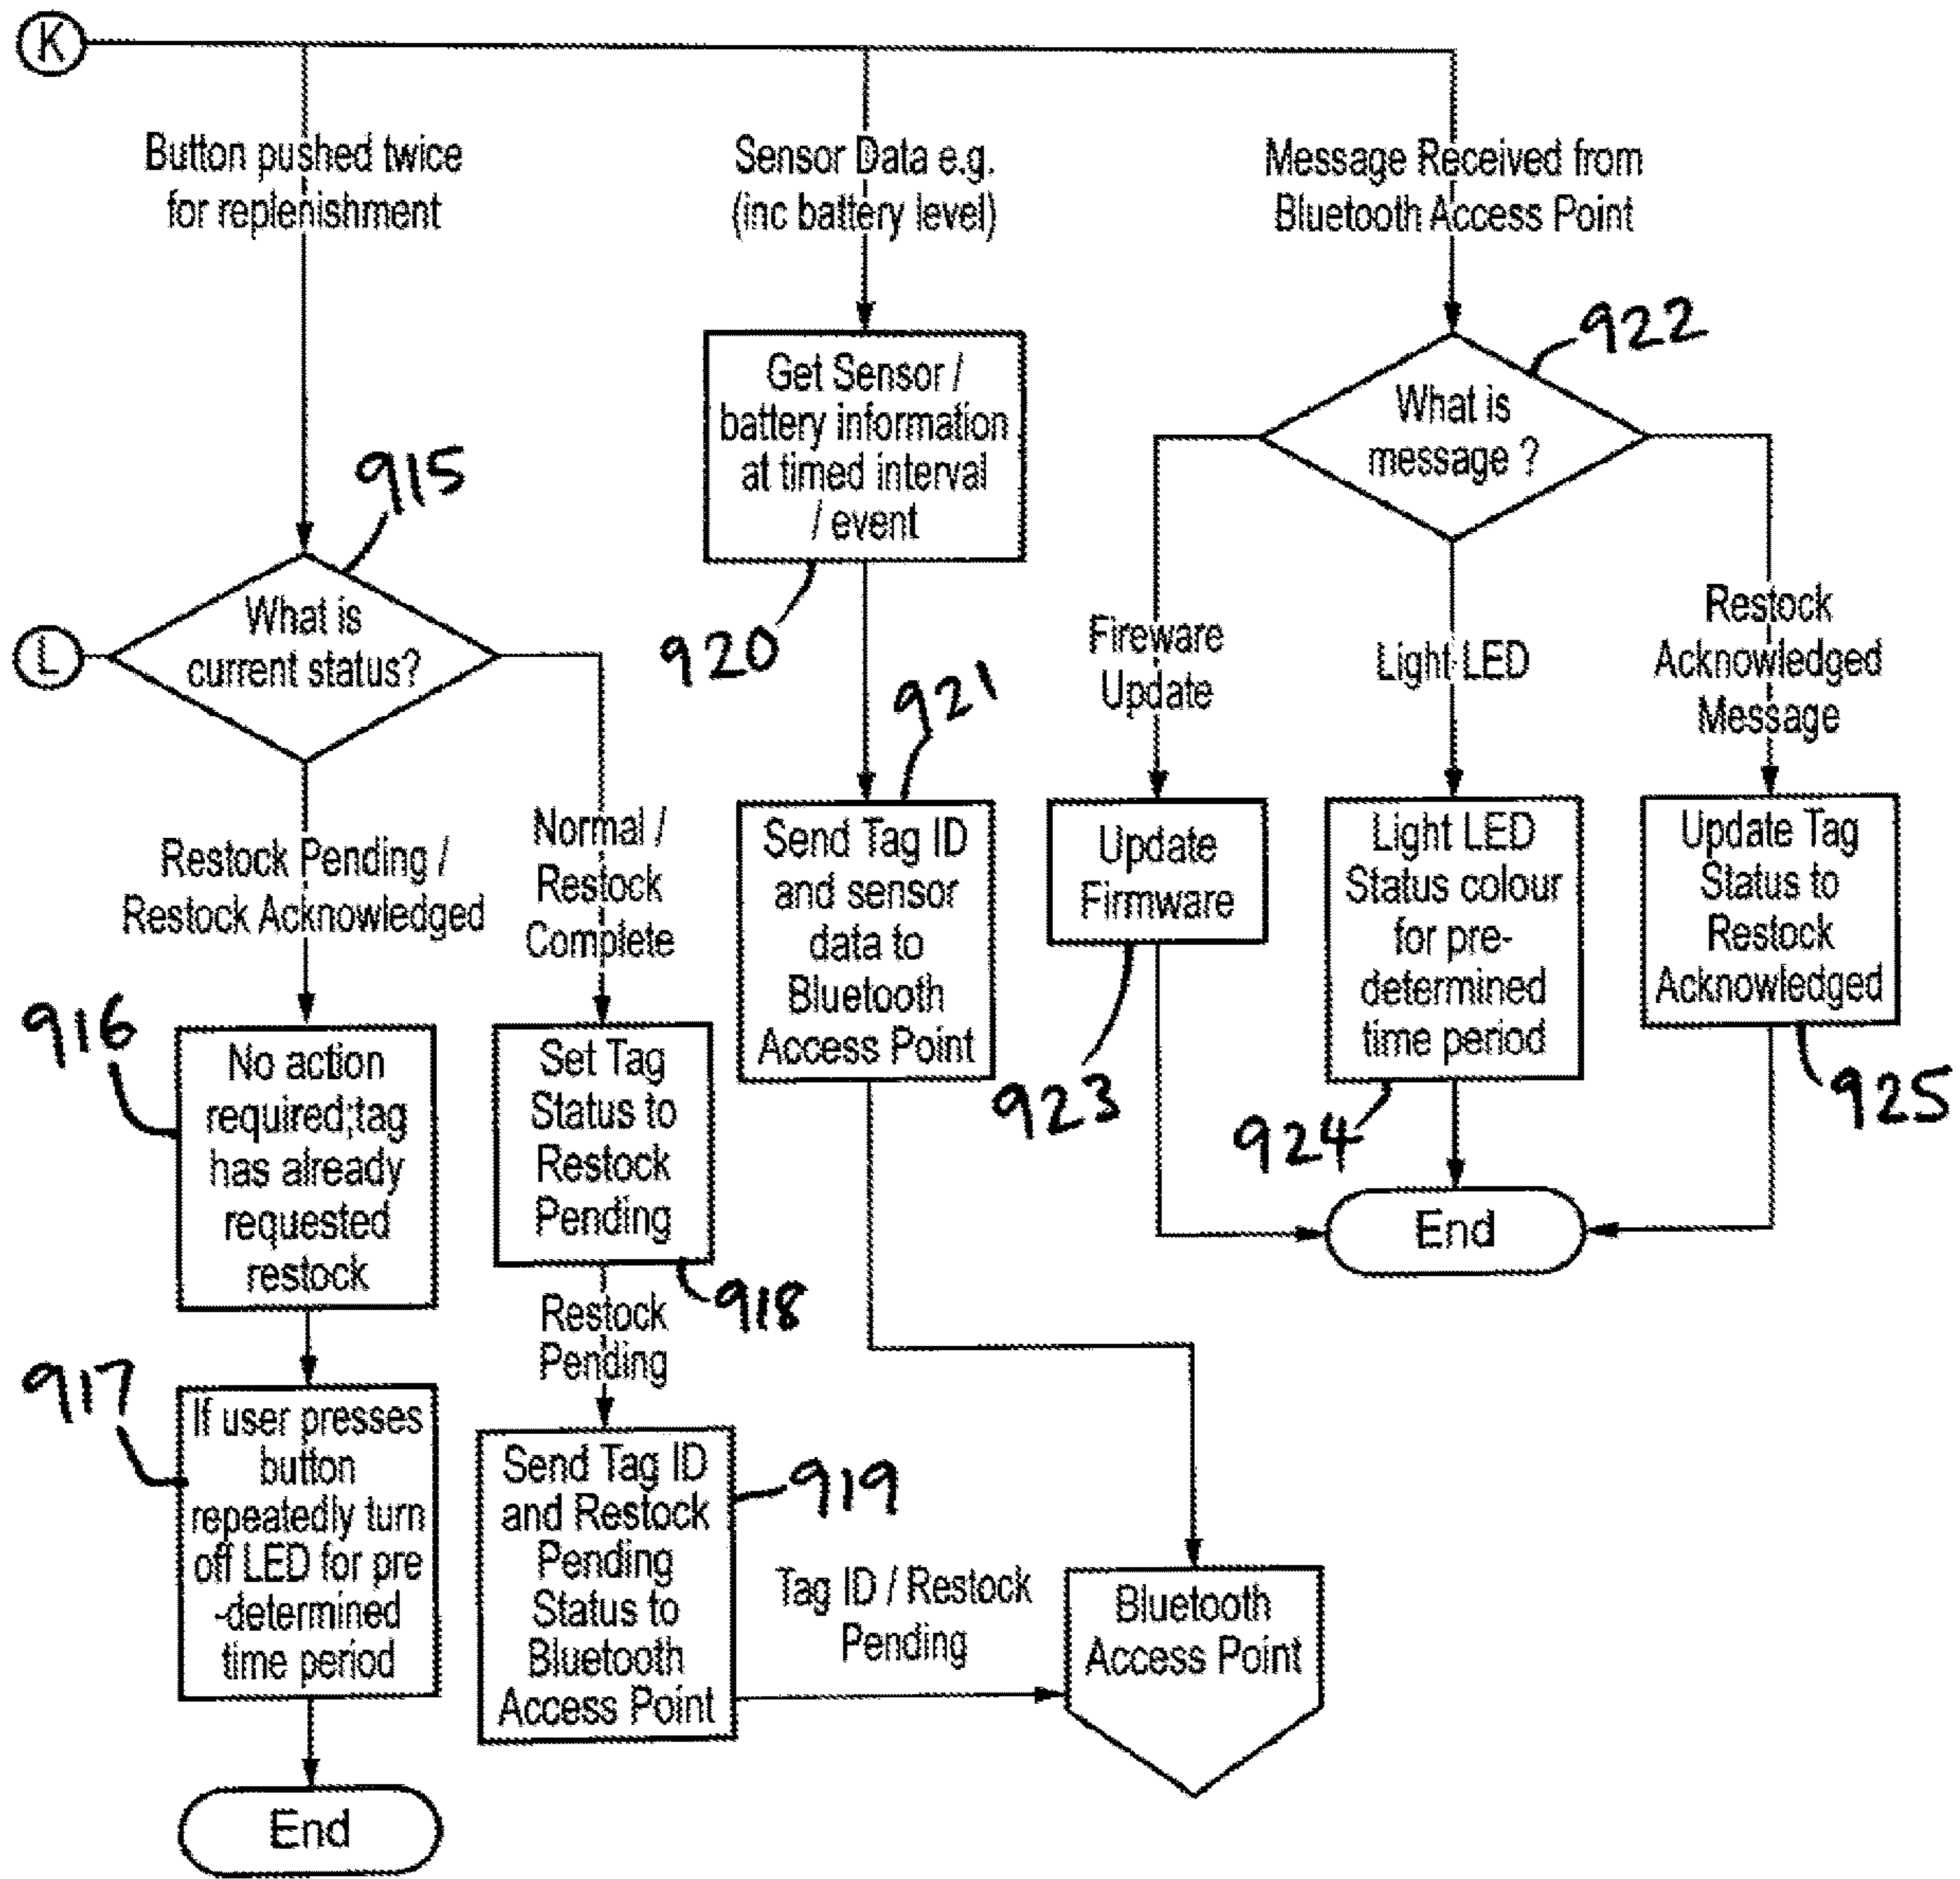 K
Button pushed twice
for replenishment
Sensor Data e.g.
(inc battery level)
Message Received from
Bluetooth Access Point
922
What is
message ?
Get Sensor /
battery information
at timed interval
/ event
920
915
L
What is
current status?
Fireware
Update
Light LED
Restock
Acknowledged
Message
921
Restock Pending /
Restock Acknowledged
Normal /
Restock
Complete
Send Tag ID
and sensor
data to
Bluetooth
Access Point
Update
Firmware
923
Light LED
Status colour
for pre-
determined
time period
924
Update Tag
Status to
Restock
Acknowledged
925
End
916
No action
required;tag
has already
requested
restock
Set Tag
Status to
Restock
Pending
918
Restock
Pending
917
If user presses
button
repeatedly turn
off LED for pre
-determined
time period
Send Tag ID
and Restock
Pending
Status to
Bluetooth
Access Point
919
Tag ID / Restock
Pending
Bluetooth
Access Point
End